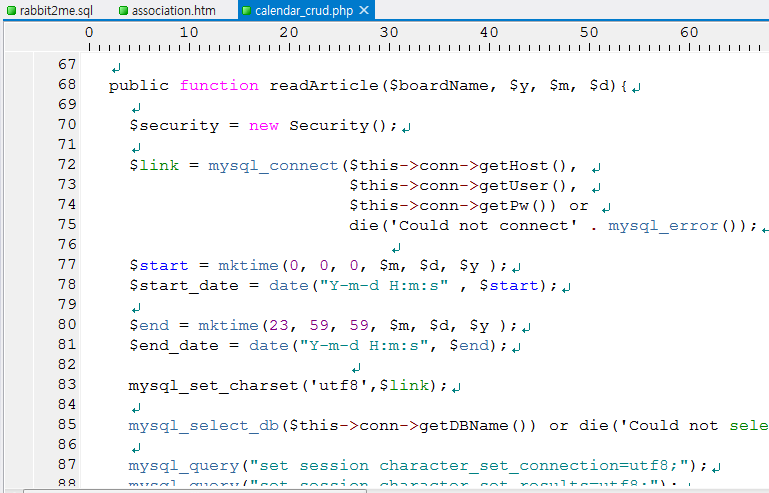 rabbit2me.sql association.htm calendar_crud.php
0 10 20 30 40 50 60
67
68 public function readArticle($boardName, $y, $m, $d){
69
70 $security = new Security();
71
72 $link = mysql_connect($this->conn->getHost(),
73 $this->conn->getUser(),
74 $this->conn->getPw()) or
75 die('Could not connect' . mysql_error());
76
77 $start = mktime(0, 0, 0, $m, $d, $y );
78 $start_date = date("Y-m-d H:m:s" , $start);
79
80 $end = mktime(23, 59, 59, $m, $d, $y );
81 $end_date = date("Y-m-d H:m:s", $end);
82
83 mysql_set_charset('utf8',$link);
84
85 mysql_select_db($this->conn->getDBName()) or die('Could not sele
86
87 mysql_query("set session character_set_connection=utf8;");
88 mysql_query("set session character_set_results=utf8;");